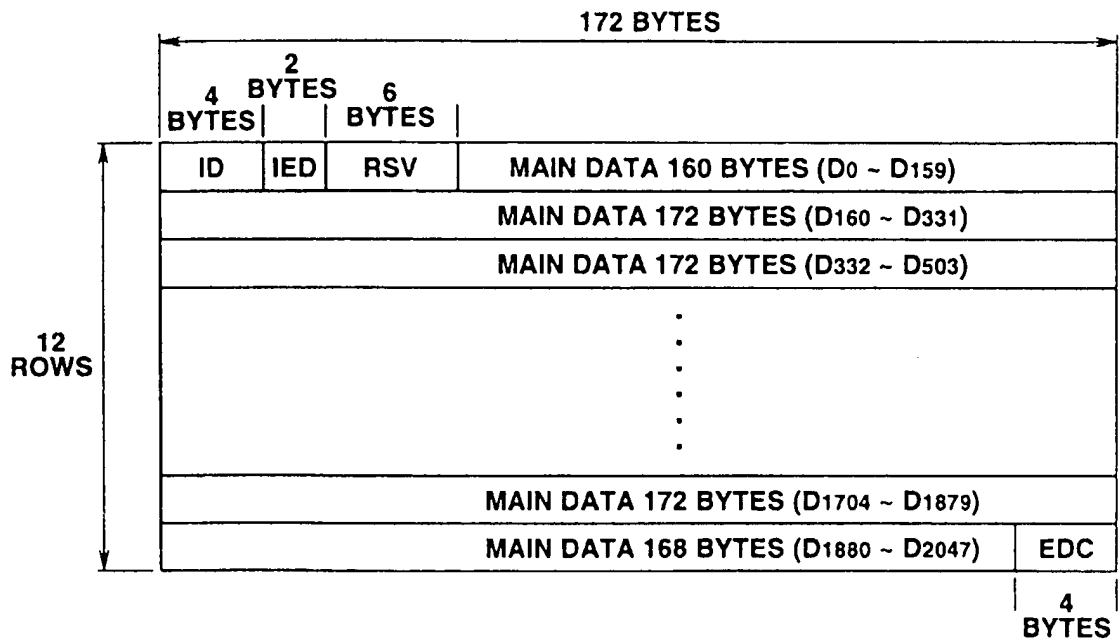 172 BYTES
2
BYTES
4
BYTES
6
BYTES
ID IED RSV MAIN DATA 160 BYTES (D0 ~ D159)
MAIN DATA 172 BYTES (D160 ~ D331)
MAIN DATA 172 BYTES (D332 ~ D503)
12
ROWS
MAIN DATA 172 BYTES (D1704 ~ D1879)
MAIN DATA 168 BYTES (D1880 ~ D2047) EDC
4
BYTES